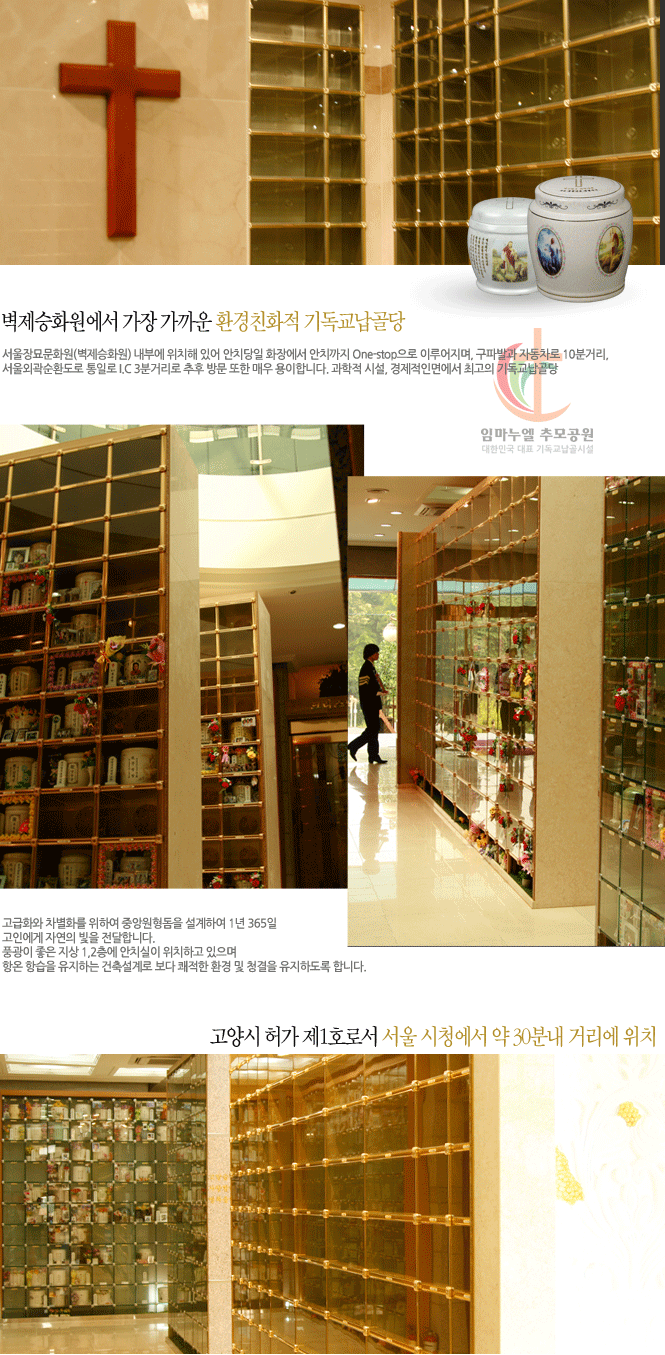 벽제승화원에서 가장 가까운 환경친화적 기독교납골당
서울장묘문화원(벽제승화원) 내부에 위치해 있어 안치당일 화장에서 안치까지 One-stop으로 이루어지며, 구파발과 자동차로 10분거리,
서울외곽순환도로 통일로 I.C 3분거리로 추후 방문 또한 매우 용이합니다. 과학적 시설, 경제적인면에서 최고의 기독교납골당
임마누엘 추모공원
대한민국 대표 기독교납골시설
고급화와 차별화를 위하여 중앙원형돔을 설계하여 1년 365일
고인에게 자연의 빛을 전달합니다.
풍광이 좋은 지상 1,2층에 안치실이 위치하고 있으며
항온 항습을 유지하는 건축설계로 보다 쾌적한 환경 및 청결을 유지하도록 합니다.
고양시 허가 제1호로서 서울 시청에서 약 30분내 거리에 위치